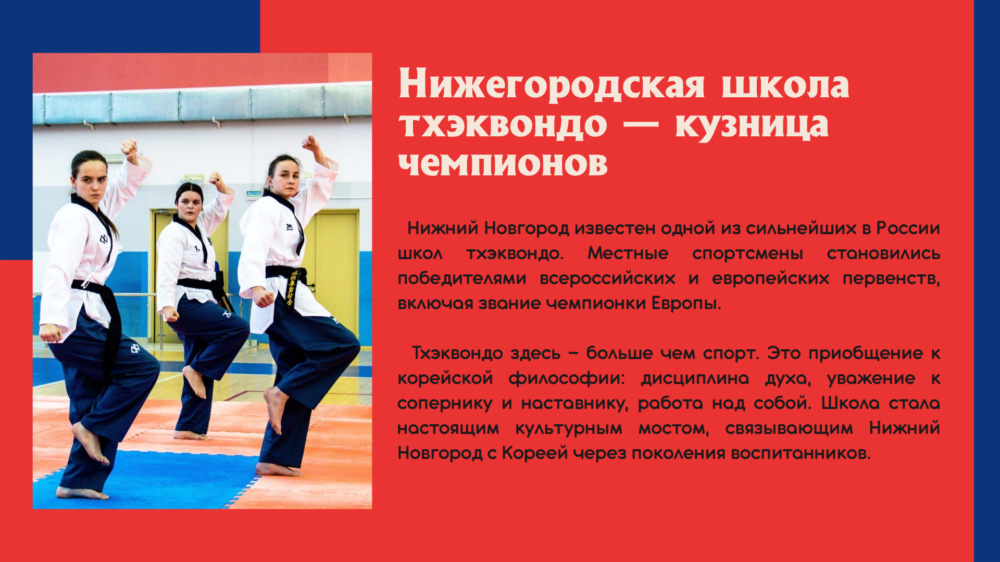 Нижегородская школа
тхэквондо — кузница
чемпионов
Нижний Новгород известен одной из сильнейших в России
школ тхэквондо. Местные спортсмены становились
победителями всероссийских и европейских первенств,
включая звание чемпионки Европы.
Тхэквондо здесь – больше чем спорт. Это приобщение к
корейской философии: дисциплина духа, уважение к
сопернику и наставнику, работа над собой. Школа стала
настоящим культурным мостом, связывающим Нижний
Новгород с Кореей через поколения воспитанников.
ВЫХОД